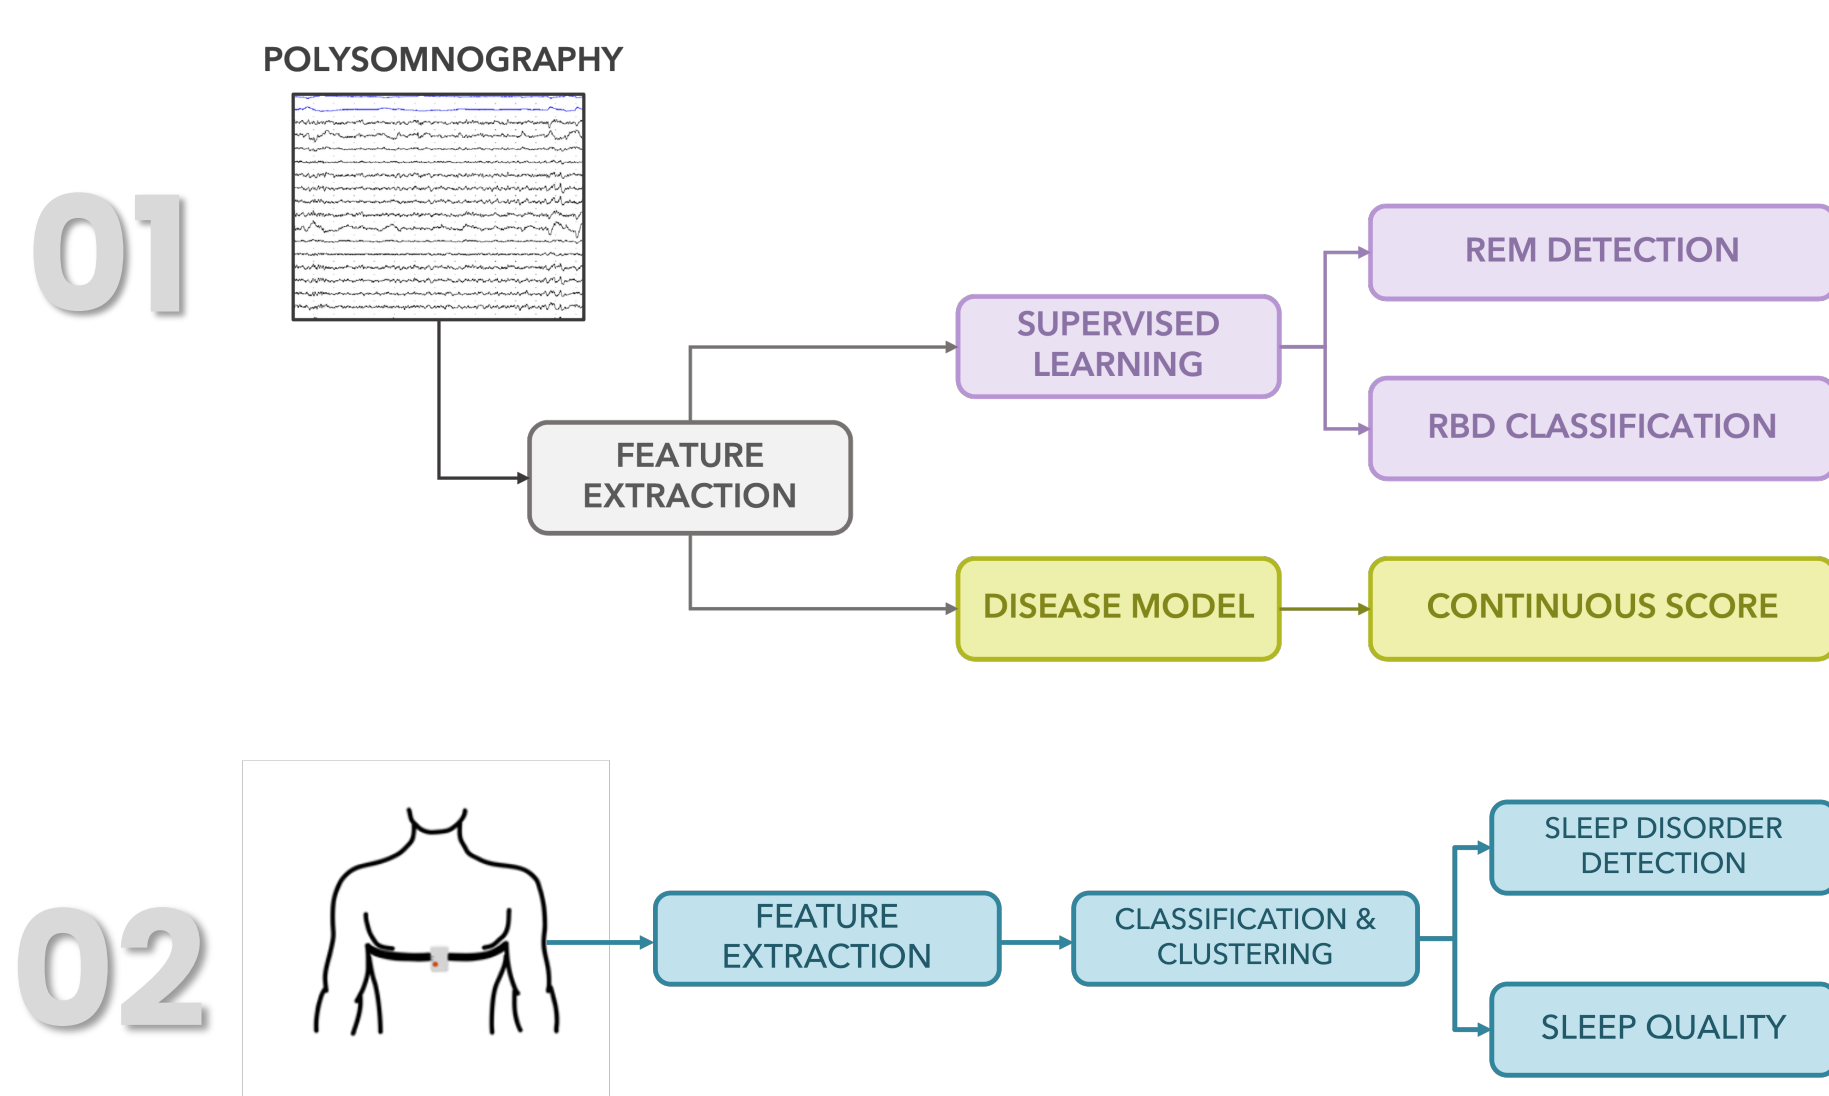 POLYSOMNOGRAPHY
01
REM DETECTION
SUPERVISED
LEARNING
RBD CLASSIFICATION
FEATURE
EXTRACTION
DISEASE MODEL
CONTINUOUS SCORE
02
SLEEP DISORDER
DETECTION
FEATURE
EXTRACTION
CLASSIFICATION &
CLUSTERING
SLEEP QUALITY